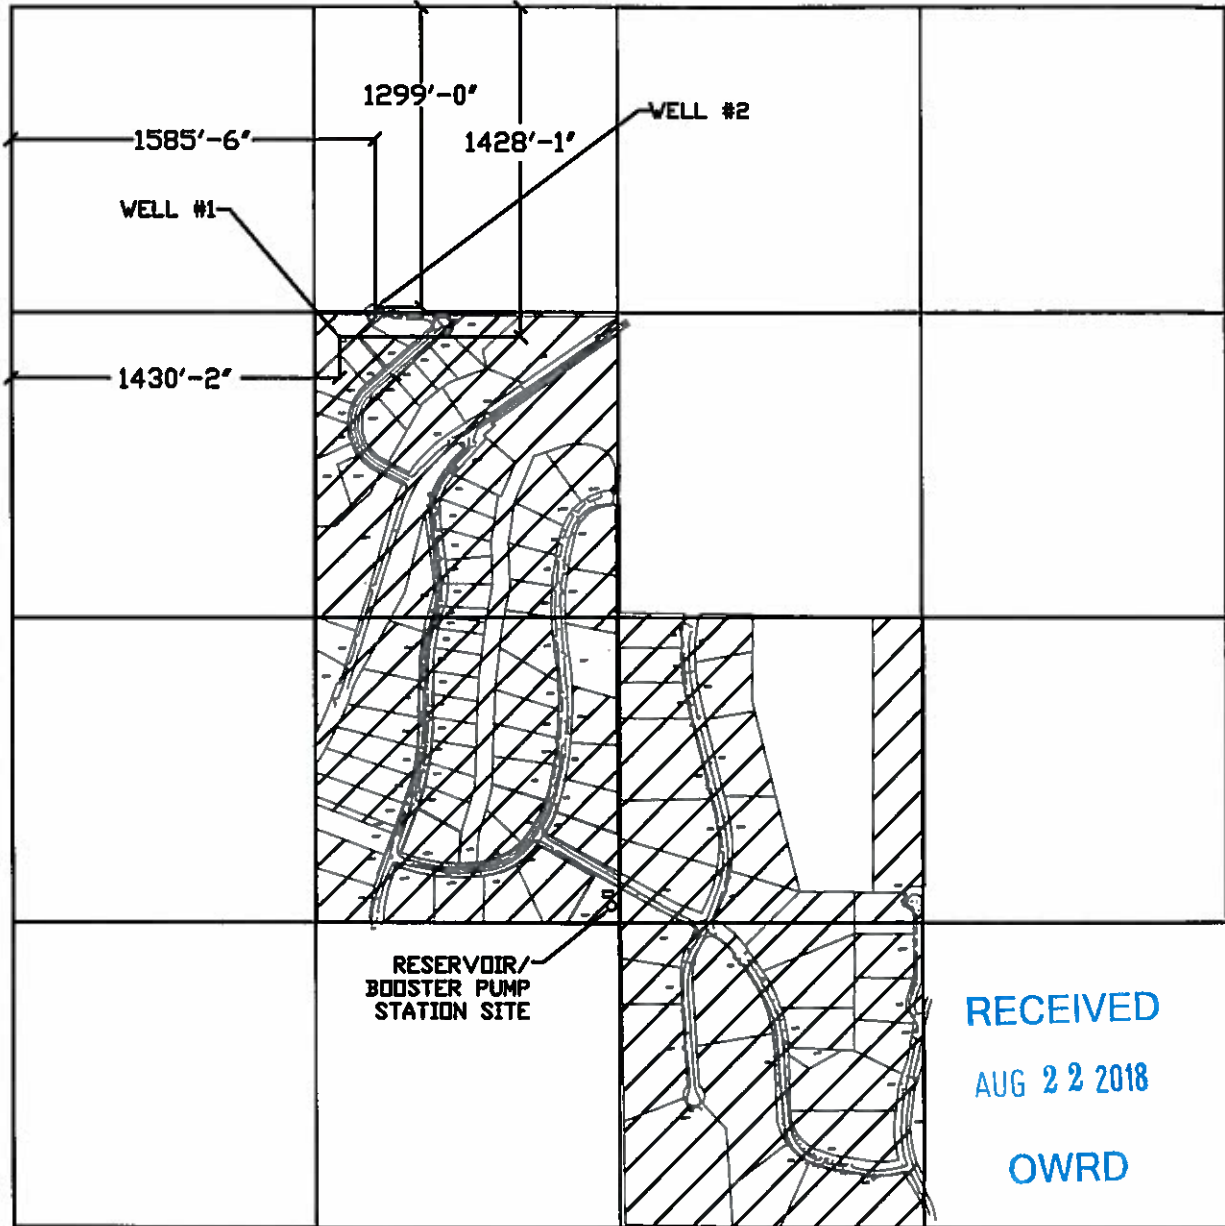 1299'-0"
WELL #2
1585'-6"
1428'-1"
WELL #1
1430'-2"
RESERVOIR/
BOOSTER PUMP
STATION SITE
RECEIVED
AUG 22 2018
OWRD